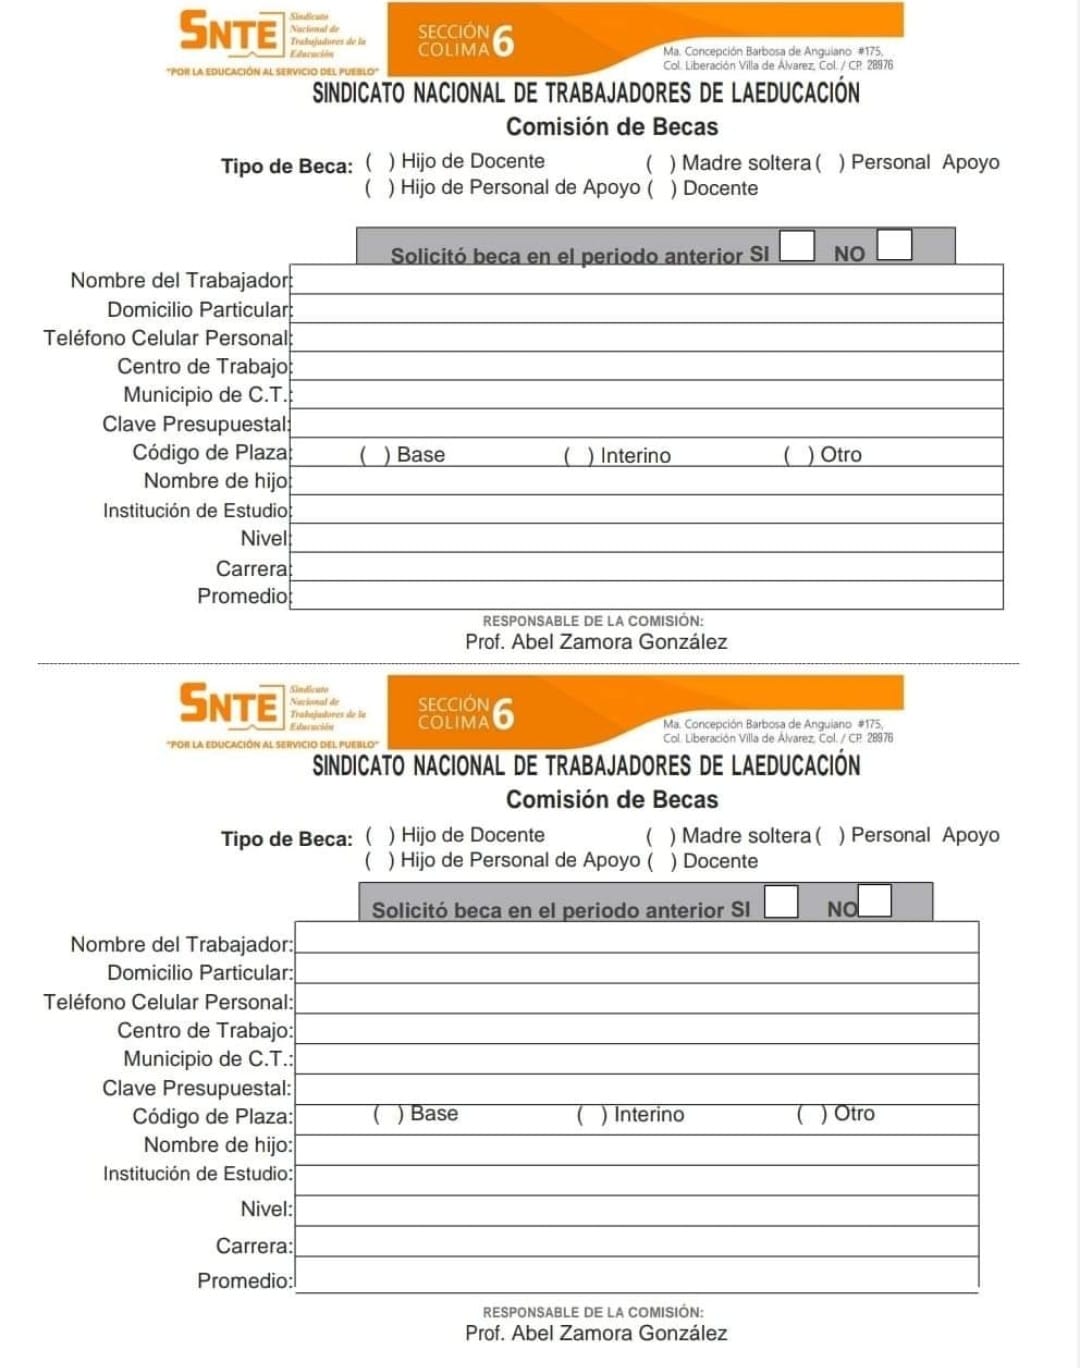 SNTE Sindicato
Nacional de
Trabajadores de la
Educación
"POR LA EDUCACIÓN AL SERVICIO DEL PUEBLO"
SECCIÓN 6
COLIMA
Ma. Concepción Barbosa de Anguiano #175,
Col. Liberación Villa de Álvarez, Col. / C.P. 28976
SINDICATO NACIONAL DE TRABAJADORES DE LAEDUCACIÓN
Comisión de Becas
Tipo de Beca: ( ) Hijo de Docente ( ) Madre soltera ( ) Personal Apoyo
( ) Hijo de Personal de Apoyo ( ) Docente
Solicitó beca en el periodo anterior SI NO
Nombre del Trabajador:
Domicilio Particular:
Teléfono Celular Personal:
Centro de Trabajo:
Municipio de C.T.:
Clave Presupuestal:
Código de Plaza: ( ) Base ( ) Interino ( ) Otro
Nombre de hijo:
Institución de Estudio:
Nivel:
Carrera:
Promedio:
RESPONSABLE DE LA COMISIÓN:
Prof. Abel Zamora González
SNTE Sindicato
Nacional de
Trabajadores de la
Educación
"POR LA EDUCACIÓN AL SERVICIO DEL PUEBLO"
SECCIÓN 6
COLIMA
Ma. Concepción Barbosa de Anguiano #175,
Col. Liberación Villa de Álvarez, Col. / C.P. 28976
SINDICATO NACIONAL DE TRABAJADORES DE LAEDUCACIÓN
Comisión de Becas
Tipo de Beca: ( ) Hijo de Docente ( ) Madre soltera ( ) Personal Apoyo
( ) Hijo de Personal de Apoyo ( ) Docente
Solicitó beca en el periodo anterior SI NO
Nombre del Trabajador:
Domicilio Particular:
Teléfono Celular Personal:
Centro de Trabajo:
Municipio de C.T.:
Clave Presupuestal:
Código de Plaza: ( ) Base ( ) Interino ( ) Otro
Nombre de hijo:
Institución de Estudio:
Nivel:
Carrera:
Promedio:
RESPONSABLE DE LA COMISIÓN:
Prof. Abel Zamora González